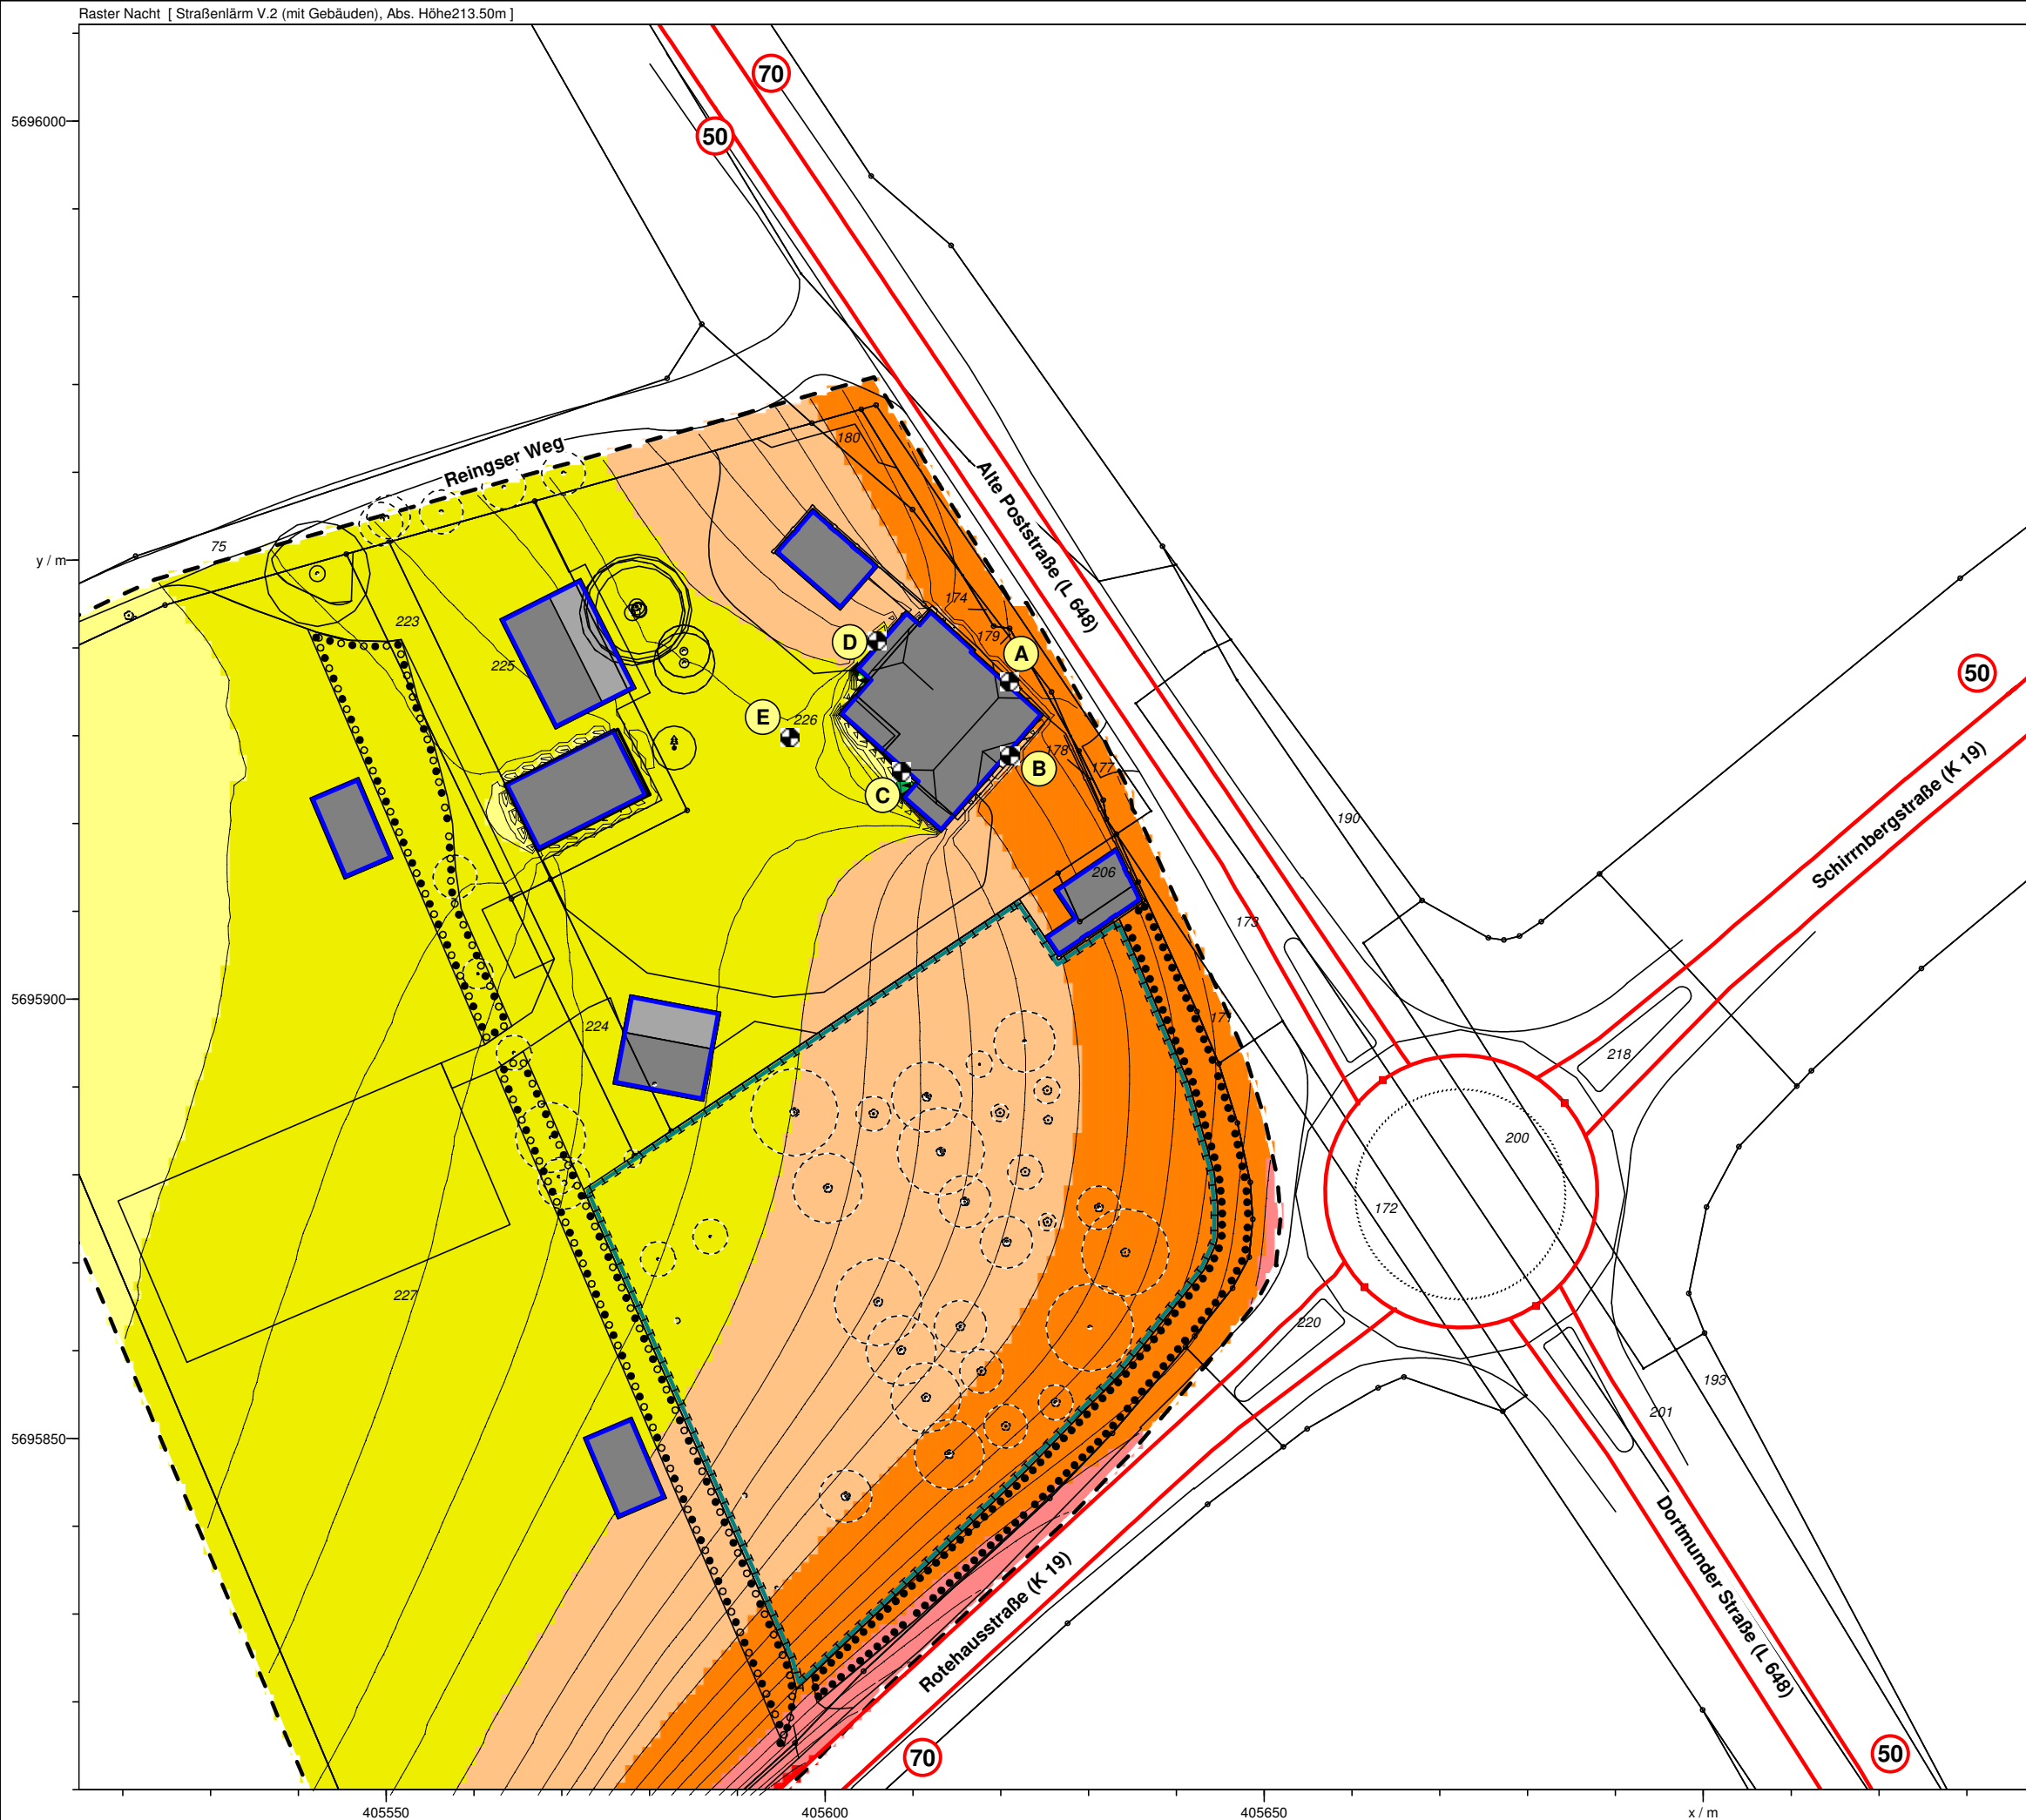 Raster Nacht [ Straßenlärm V.2 (mit Gebäuden), Abs. Höhe213.50m ]
70
5696000
50
180
Reingser Weg
75
y / m
Alte Poststraße (L 648)
174
223
179
D
A
225
50
E
226
178
B
177
C
Schirrnbergstraße (K 19)
190
206
173
5695900
171
224
218
200
172
227
220
193
201
5695850
Dortmunder Straße (L 648)
Rotehausstraße (K 19)
70
50
405550
405600
405650
x / m